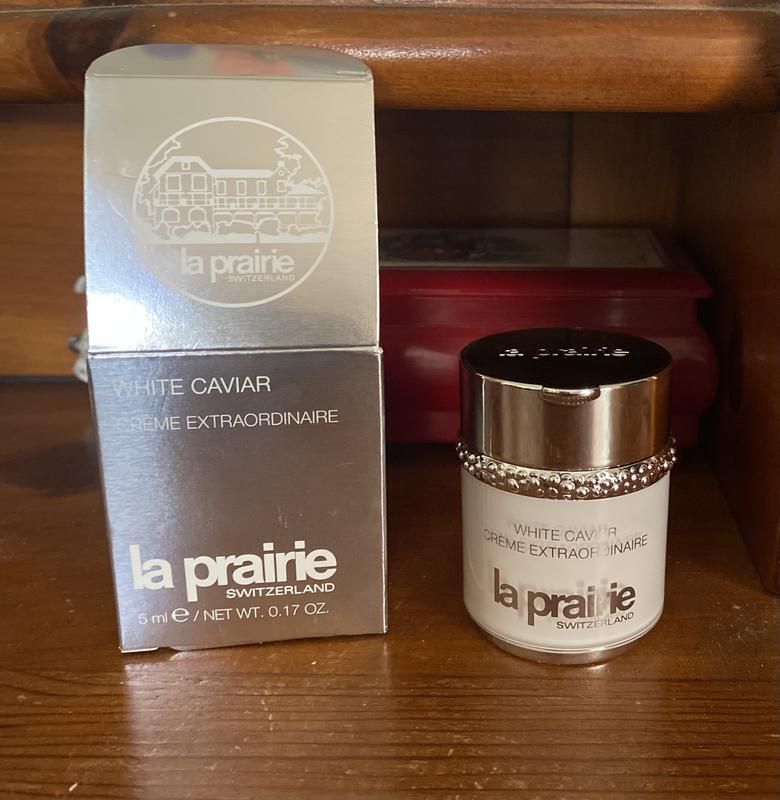 la prairie
SWITZERLAND
WHITE CAVIAR
CRÈME EXTRAORDINAIRE
la prairie
SWITZERLAND
5 ml ℮ / NET WT. 0.17 OZ.
la prairie
WHITE CAVIAR
CRÈME EXTRAORDINAIRE
la prairie
SWITZERLAND